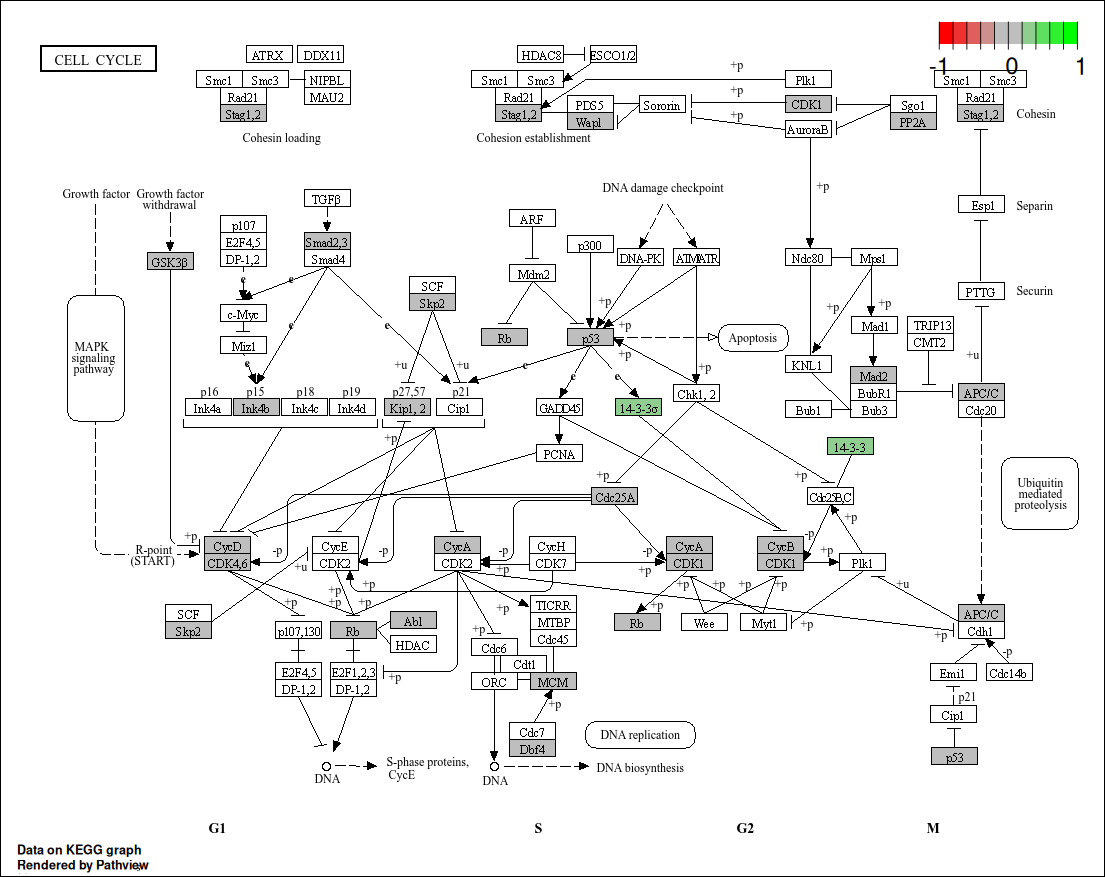 CELL CYCLE
ATRX DDX11
Smc1 Smc3 NIPBL
Rad21 MAU2
Stag1,2
Cohesin loading
HDAC8 ESCO1/2
Smc1 Smc3
Rad21
Stag1,2
PDS5
Wapl
Sororin
Cohesion establishment
+p
Plk1
+p
CDK1
+p
AuroraB
Sgo1
PP2A
-1 0 1
Smc1 Smc3
Rad21
Stag1,2
Cohesin
+p
Espl
Separin
PTTG
Securin
+u
Growth factor
Growth factor
withdrawal
GSK3β
p107
E2F4,5
DP-1,2
e
c-Myc
Miz1
e
TGFβ
Smad2,3
Smad4
e
e
SCF
Skp2
+u
+u
ARF
Mdm2
Rb
p300
p53
DNA damage checkpoint
DNA-PK
ATM/ATR
+p
+p
+p
+p
Apoptosis
e
e
e
MAPK
signaling
pathway
p16 p15 p18 p19
Ink4a Ink4b Ink4c Ink4d
p27,57 p21
Kip1, 2 Cip1
+p
GADD45
14-3-3σ
Chk1, 2
PCNA
Ndc80
Mps1
+p
+p
KNL1
Mad1
Mad2
BubR1
Bub1 Bub3
TRIP13
CMT2
APC/C
Cdc20
14-3-3
+p
Cdc25A
+p
Cdc25B,C
Ubiquitin
mediated
proteolysis
R-point
(START)
+p
CycD
CDK4,6
-p
+u
CycE
CDK2
-p
CycA
CDK2
-p
+p
CycH
CDK7
-p
+p
CycA
CDK1
CycB
CDK1
-p
+p
+p
Plk1
+u
SCF
Skp2
+p
p107,130
+p
+p
+p
Rb
Abl
HDAC
+p
+p
TICRR
MTBP
Cdc45
+p
Rb
+p
+p
+p
Wee
Myt1
+p
APC/C
Cdh1
+p
-p
E2F4,5
DP-1,2
E2F1,2,3
DP-1,2
+p
Cdc6
Cdt1
ORC
MCM
+p
Cdc7
Dbf4
Emi1
Cdc14b
p21
Cip1
p53
DNA replication
DNA
S-phase proteins,
CycE
DNA
DNA biosynthesis
G1 S G2 M
Data on KEGG graph
Rendered by Pathview